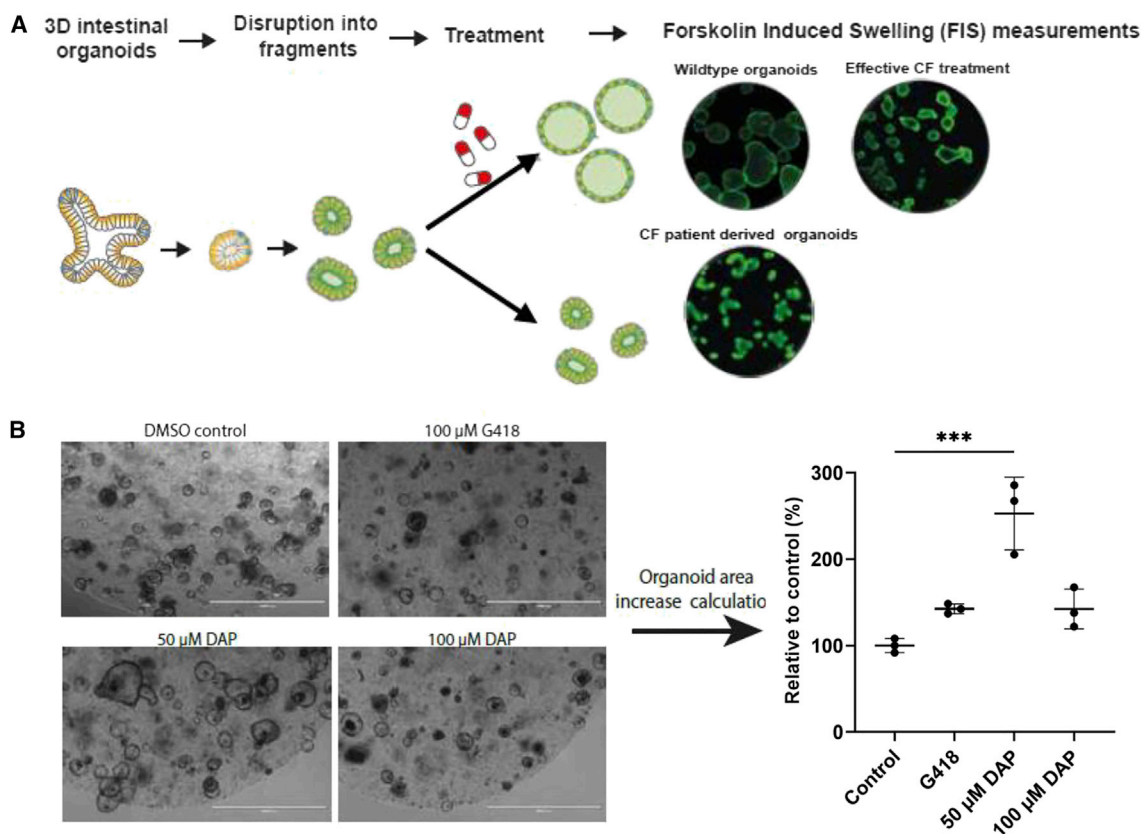 A
3D intestinal
organoids
Disruption into
fragments
Treatment
Forskolin Induced Swelling (FIS) measurements
Wildtype organoids
Effective CF treatment
CF patient derived organoids
B
DMSO control
100 µM G418
50 µM DAP
100 µM DAP
Organoid area
increase calculatio
Relative to control (%)
300
200
100
0
***
Control
G418
50 µM DAP
100 µM DAP